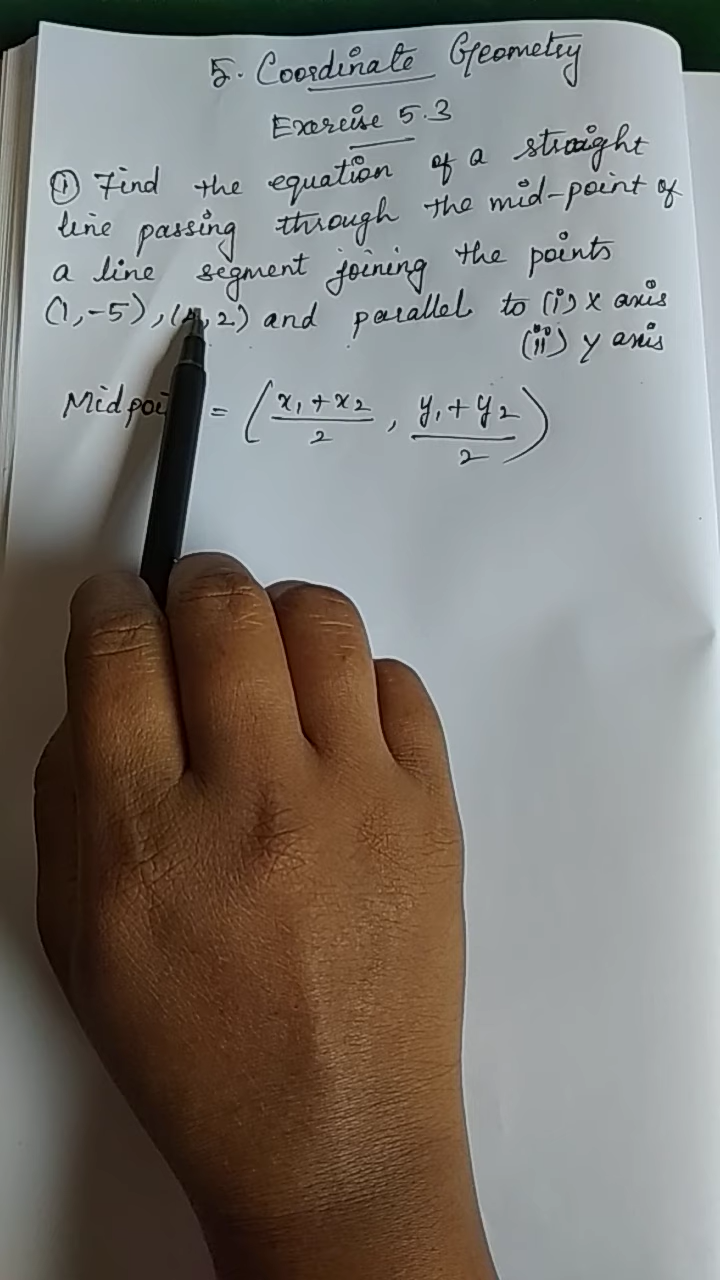 5. Coordinate Geometry
Exercise 5.3
① Find the equation of a straight
line passing through the mid-point of
a line segment joining the points
(1,-5), (4,2) and parallel to (i) x axis
(ii) y axis
= ( x₁ + x₂ / 2 , y₁ + y₂ / 2 )